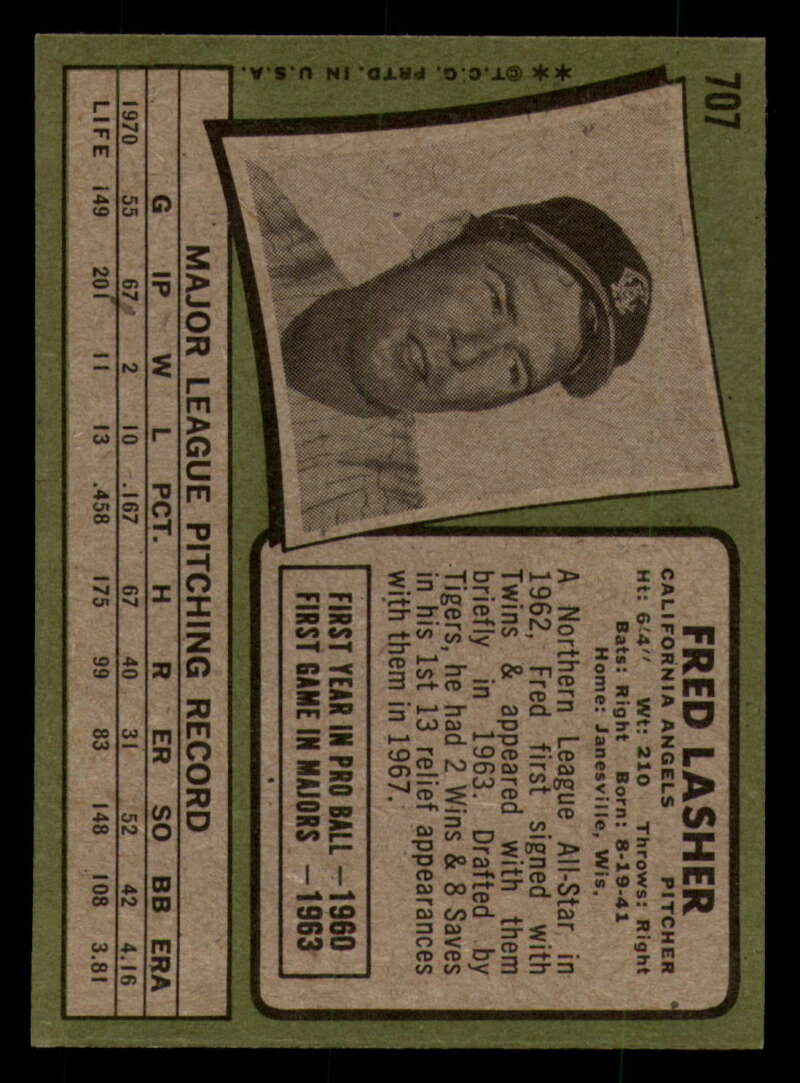 707
**©T.C.G. PRTD. IN U.S.A.
FRED LASHER
CALIFORNIA ANGELS PITCHER
Ht: 6'4" Wt: 210 Throws: Right
Bats: Right Born: 8-19-41
Home: Janesville, Wis.
A Northern League All-Star in
1962, Fred first signed with
Twins & appeared with them
briefly in 1963. Drafted by
Tigers, he had 2 Wins & 8 Saves
in his 1st 13 relief appearances
with them in 1967.
FIRST YEAR IN PRO BALL —1960
FIRST GAME IN MAJORS —1963
MAJOR LEAGUE PITCHING RECORD
G IP W L PCT. H R ER SO BB ERA
1970 55 67 2 10 .167 67 40 31 52 42 4.16
LIFE 149 201 11 13 .458 175 99 83 148 108 3.81